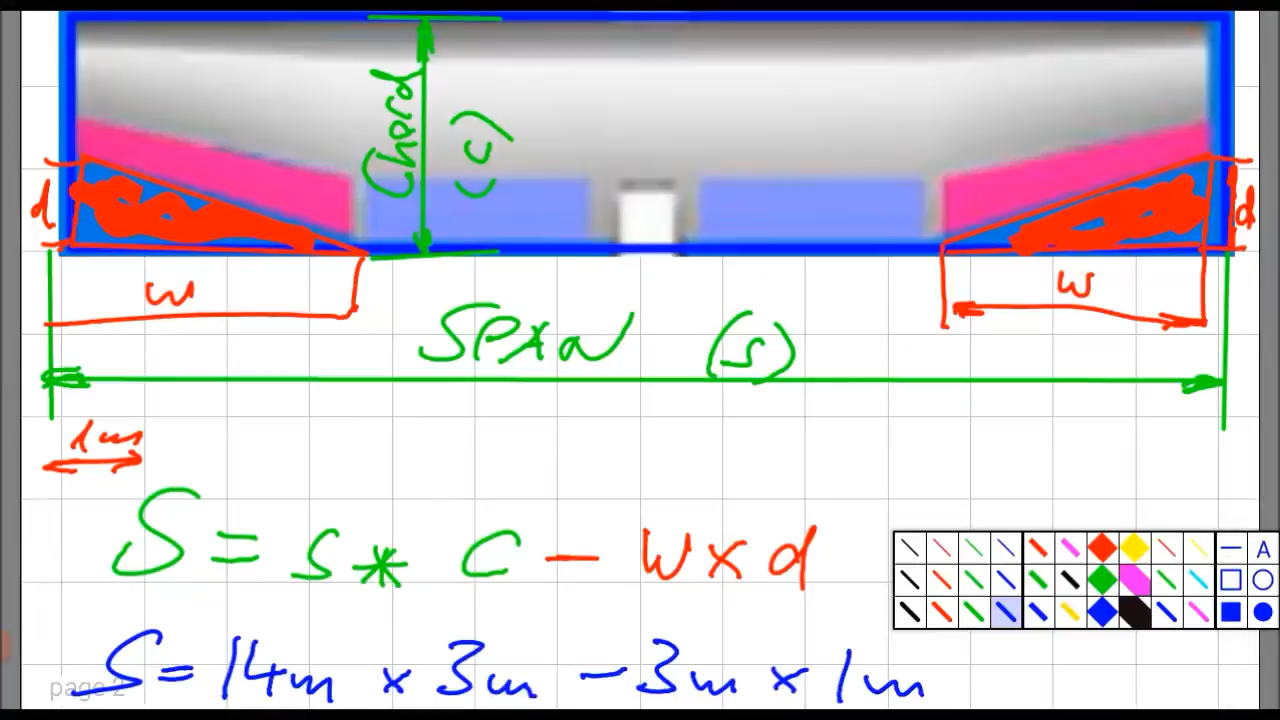 Chord
(c)
d
d
w
w
SPAN (s)
1m
S = s * c - w x d
A
S = 14m x 3m - 3m x 1m
page 2